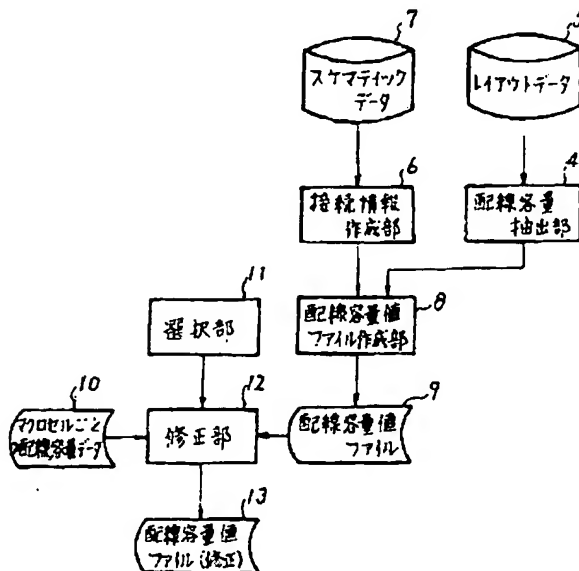 7
スケマティック
データ
レイアウトデータ
6
接続情報
作成部
4
配線容量
抽出部
11
選択部
8
配線容量値
ファイル作成部
10
マクロセルごと
の配線容量データ
12
修正部
9
配線容量値
ファイル
13
配線容量値
ファイル(修正)